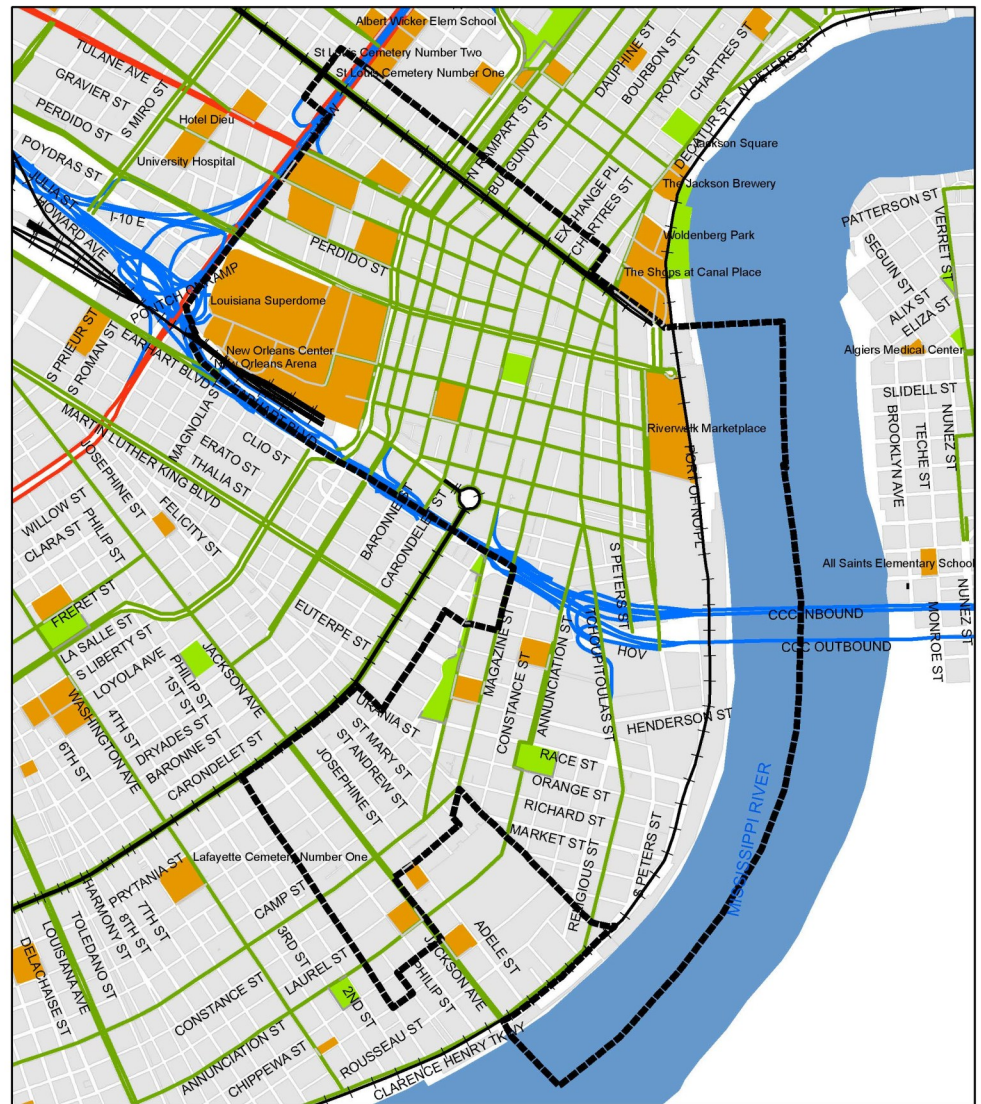 Albert Wicker Elem School
TULANE AVE
St Louis Cemetery Number Two
St Louis Cemetery Number One
GRAVIER ST
S MIRO ST
PERDIDO ST
Hotel Dieu
University Hospital
POYDRAS ST
JULIA ST
HOWARD AVE
I-10 E
DAUPHINE ST
BOURBON ST
ROYAL ST
CHARTRES ST
N PETERS ST
DECATUR ST
Jackson Square
N RAMPART ST
BURGUNDY ST
The Jackson Brewery
EXCHANGE PL
CHARTRES ST
Woldenberg Park
The Shops at Canal Place
PATTERSON ST
VERRET ST
SEGUIN ST
ALIX ST
ELIZA ST
Algiers Medical Center
PERDIDO ST
Louisiana Superdome
S PRIEUR ST
S ROMAN ST
EARHART BLVD
New Orleans Center
New Orleans Arena
MAGNOLIA ST
CLIO ST
ERATO ST
THALIA ST
MARTIN LUTHER KING BLVD
JOSEPHINE ST
SLIDELL ST
BROOKLYN AVE
TECHE ST
NUNEZ ST
Riverwalk Marketplace
PORT OF NO PL
WILLOW ST
CLARA ST
PHILIP ST
FELICITY ST
BARONNE ST
CARONDELET ST
All Saints Elementary School
NUNEZ ST
MONROE ST
FRERET ST
S PETERS ST
CCC INBOUND
CCC OUTBOUND
HOV
TCHOUPITOULAS ST
LA SALLE ST
S LIBERTY ST
LOYOLA AVE
PHILIP ST
1ST ST
JACKSON AVE
EUTERPE ST
MAGAZINE ST
CONSTANCE ST
ANNUNCIATION ST
WASHINGTON AVE
4TH ST
DRYADES ST
BARONNE ST
CARONDELET ST
6TH ST
URANIA ST
ST MARY ST
ST ANDREW ST
JOSEPHINE ST
HENDERSON ST
RACE ST
ORANGE ST
RICHARD ST
MARKET ST
S PETERS ST
RELIGIOUS ST
MISSISSIPPI RIVER
Lafayette Cemetery Number One
PRYTANIA ST
7TH ST
8TH ST
HARMONY ST
TOLEDANO ST
LOUISIANA AVE
DELACHAISE ST
CAMP ST
3RD ST
LAUREL ST
2ND ST
ADELE ST
JACKSON AVE
PHILIP ST
CONSTANCE ST
ROUSSEAU ST
ANNUNCIATION ST
CHIPPEWA ST
CLARENCE HENRY TKWY